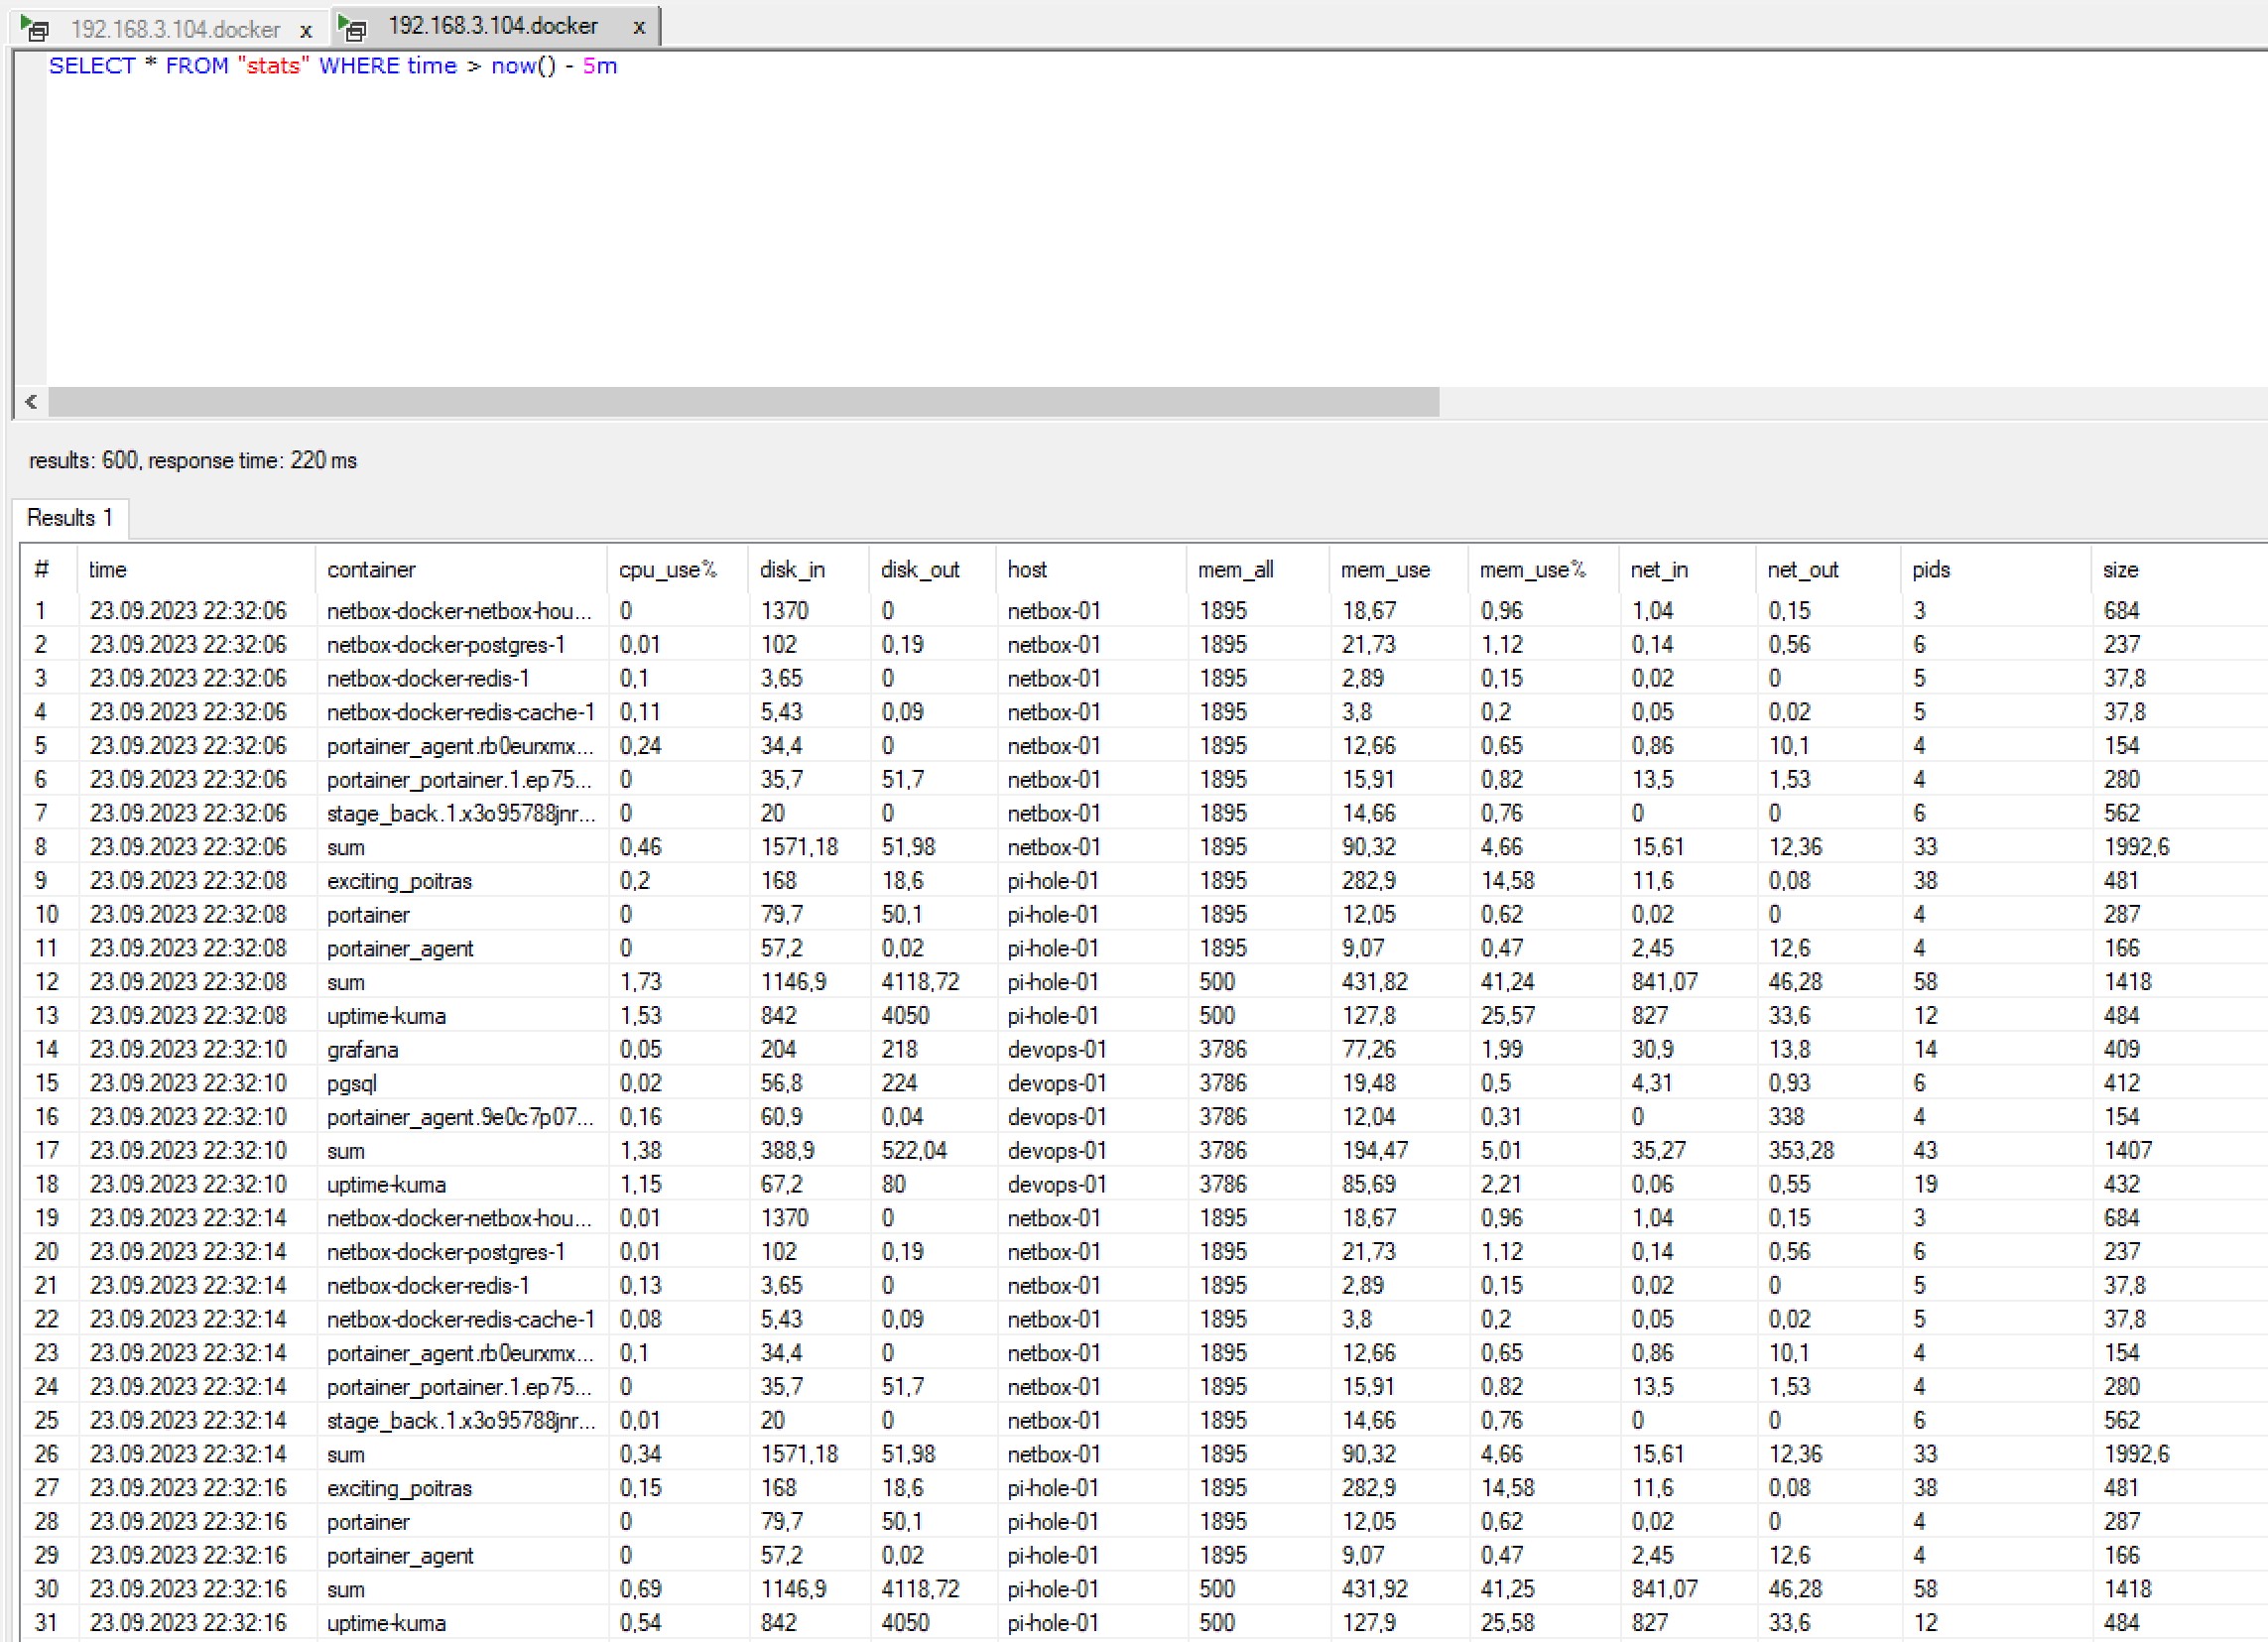 192.168.3.104.docker x 192.168.3.104.docker x
SELECT * FROM "stats" WHERE time > now() - 5m
results: 600, response time: 220 ms
Results 1
# time container cpu_use% disk_in disk_out host mem_all mem_use mem_use% net_in net_out pids size
1 23.09.2023 22:32:06 netbox-docker-netbox-hou... 0 1370 0 netbox-01 1895 18,67 0,96 1,04 0,15 3 684
2 23.09.2023 22:32:06 netbox-docker-postgres-1 0,01 102 0,19 netbox-01 1895 21,73 1,12 0,14 0,56 6 237
3 23.09.2023 22:32:06 netbox-docker-redis-1 0,1 3,65 0 netbox-01 1895 2,89 0,15 0,02 0 5 37,8
4 23.09.2023 22:32:06 netbox-docker-redis-cache-1 0,11 5,43 0,09 netbox-01 1895 3,8 0,2 0,05 0,02 5 37,8
5 23.09.2023 22:32:06 portainer_agent.rb0eurxmx... 0,24 34,4 0 netbox-01 1895 12,66 0,65 0,86 10,1 4 154
6 23.09.2023 22:32:06 portainer_portainer.1.ep75... 0 35,7 51,7 netbox-01 1895 15,91 0,82 13,5 1,53 4 280
7 23.09.2023 22:32:06 stage_back.1.x3o95788jnr... 0 20 0 netbox-01 1895 14,66 0,76 0 0 6 562
8 23.09.2023 22:32:06 sum 0,46 1571,18 51,98 netbox-01 1895 90,32 4,66 15,61 12,36 33 1992,6
9 23.09.2023 22:32:08 exciting_poitras 0,2 168 18,6 pi-hole-01 1895 282,9 14,58 11,6 0,08 38 481
10 23.09.2023 22:32:08 portainer 0 79,7 50,1 pi-hole-01 1895 12,05 0,62 0,02 0 4 287
11 23.09.2023 22:32:08 portainer_agent 0 57,2 0,02 pi-hole-01 1895 9,07 0,47 2,45 12,6 4 166
12 23.09.2023 22:32:08 sum 1,73 1146,9 4118,72 pi-hole-01 500 431,82 41,24 841,07 46,28 58 1418
13 23.09.2023 22:32:08 uptime-kuma 1,53 842 4050 pi-hole-01 500 127,8 25,57 827 33,6 12 484
14 23.09.2023 22:32:10 grafana 0,05 204 218 devops-01 3786 77,26 1,99 30,9 13,8 14 409
15 23.09.2023 22:32:10 pgsql 0,02 56,8 224 devops-01 3786 19,48 0,5 4,31 0,93 6 412
16 23.09.2023 22:32:10 portainer_agent.9e0c7p07... 0,16 60,9 0,04 devops-01 3786 12,04 0,31 0 338 4 154
17 23.09.2023 22:32:10 sum 1,38 388,9 522,04 devops-01 3786 194,47 5,01 35,27 353,28 43 1407
18 23.09.2023 22:32:10 uptime-kuma 1,15 67,2 80 devops-01 3786 85,69 2,21 0,06 0,55 19 432
19 23.09.2023 22:32:14 netbox-docker-netbox-hou... 0,01 1370 0 netbox-01 1895 18,67 0,96 1,04 0,15 3 684
20 23.09.2023 22:32:14 netbox-docker-postgres-1 0,01 102 0,19 netbox-01 1895 21,73 1,12 0,14 0,56 6 237
21 23.09.2023 22:32:14 netbox-docker-redis-1 0,13 3,65 0 netbox-01 1895 2,89 0,15 0,02 0 5 37,8
22 23.09.2023 22:32:14 netbox-docker-redis-cache-1 0,08 5,43 0,09 netbox-01 1895 3,8 0,2 0,05 0,02 5 37,8
23 23.09.2023 22:32:14 portainer_agent.rb0eurxmx... 0,1 34,4 0 netbox-01 1895 12,66 0,65 0,86 10,1 4 154
24 23.09.2023 22:32:14 portainer_portainer.1.ep75... 0 35,7 51,7 netbox-01 1895 15,91 0,82 13,5 1,53 4 280
25 23.09.2023 22:32:14 stage_back.1.x3o95788jnr... 0,01 20 0 netbox-01 1895 14,66 0,76 0 0 6 562
26 23.09.2023 22:32:14 sum 0,34 1571,18 51,98 netbox-01 1895 90,32 4,66 15,61 12,36 33 1992,6
27 23.09.2023 22:32:16 exciting_poitras 0,15 168 18,6 pi-hole-01 1895 282,9 14,58 11,6 0,08 38 481
28 23.09.2023 22:32:16 portainer 0 79,7 50,1 pi-hole-01 1895 12,05 0,62 0,02 0 4 287
29 23.09.2023 22:32:16 portainer_agent 0 57,2 0,02 pi-hole-01 1895 9,07 0,47 2,45 12,6 4 166
30 23.09.2023 22:32:16 sum 0,69 1146,9 4118,72 pi-hole-01 500 431,92 41,25 841,07 46,28 58 1418
31 23.09.2023 22:32:16 uptime-kuma 0,54 842 4050 pi-hole-01 500 127,9 25,58 827 33,6 12 484